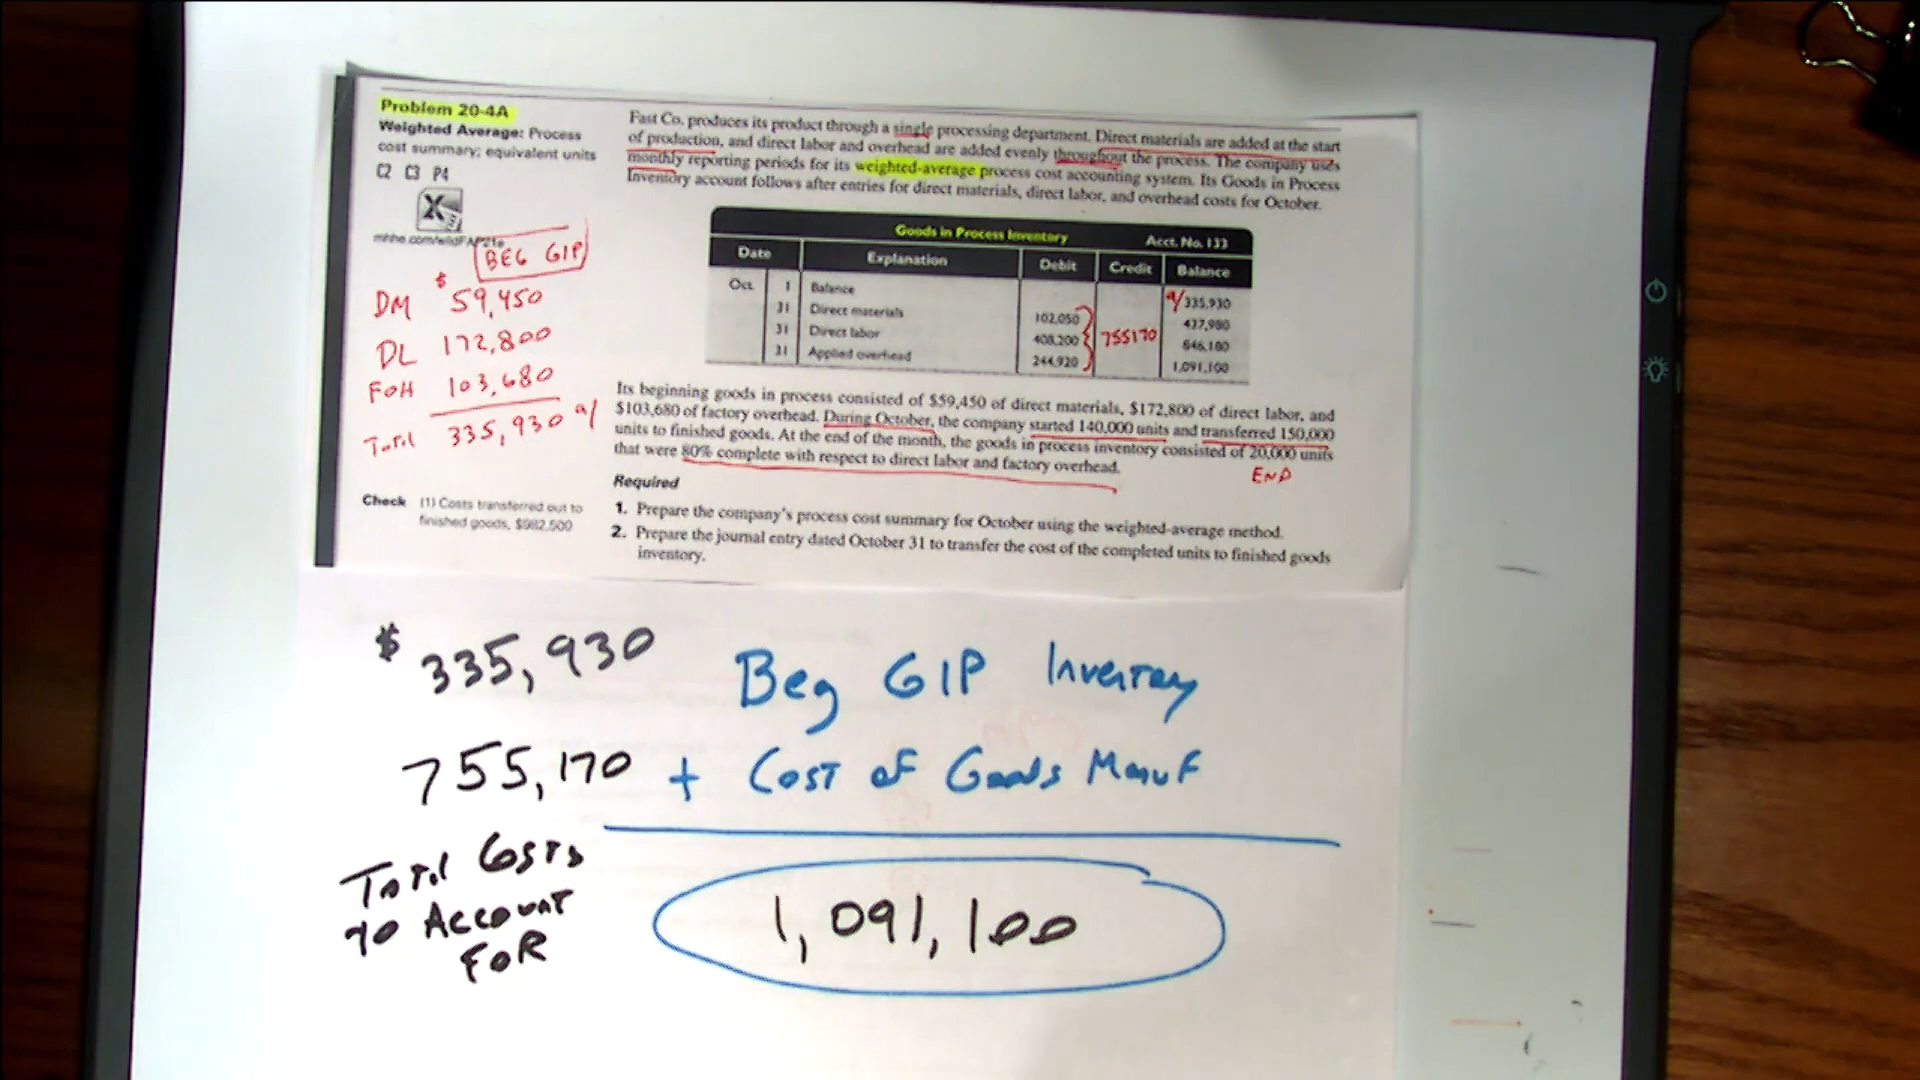 Problem 20-4A
Weighted Average: Process
cost summary; equivalent units
C2 C3 P4
BEG GIP
DM $ 59,450
DL 172,800
FOH 103,680
Total 335,930 a/
Check (1) Costs transferred out to
finished goods, $982,500
Fast Co. produces its product through a single processing department. Direct materials are added at the start
of production, and direct labor and overhead are added evenly throughout the process. The company uses
monthly reporting periods for its weighted-average process cost accounting system. Its Goods in Process
Inventory account follows after entries for direct materials, direct labor, and overhead costs for October.
Goods in Process Inventory Acct. No. 133
Date Explanation Debit Credit Balance
Oct. 1 Balance a/ 335,930
31 Direct materials 102,050 437,980
31 Direct labor 408,200 755170 846,180
31 Applied overhead 244,920 1,091,100
Its beginning goods in process consisted of $59,450 of direct materials, $172,800 of direct labor, and
$103,680 of factory overhead. During October, the company started 140,000 units and transferred 150,000
units to finished goods. At the end of the month, the goods in process inventory consisted of 20,000 units
that were 80% complete with respect to direct labor and factory overhead.
END
Required
1. Prepare the company's process cost summary for October using the weighted-average method.
2. Prepare the journal entry dated October 31 to transfer the cost of the completed units to finished goods
inventory.
$ 335,930 Beg GIP Inventory
755,170 + Cost of Goods Manuf
Total Costs
to Account
FOR
1,091,100